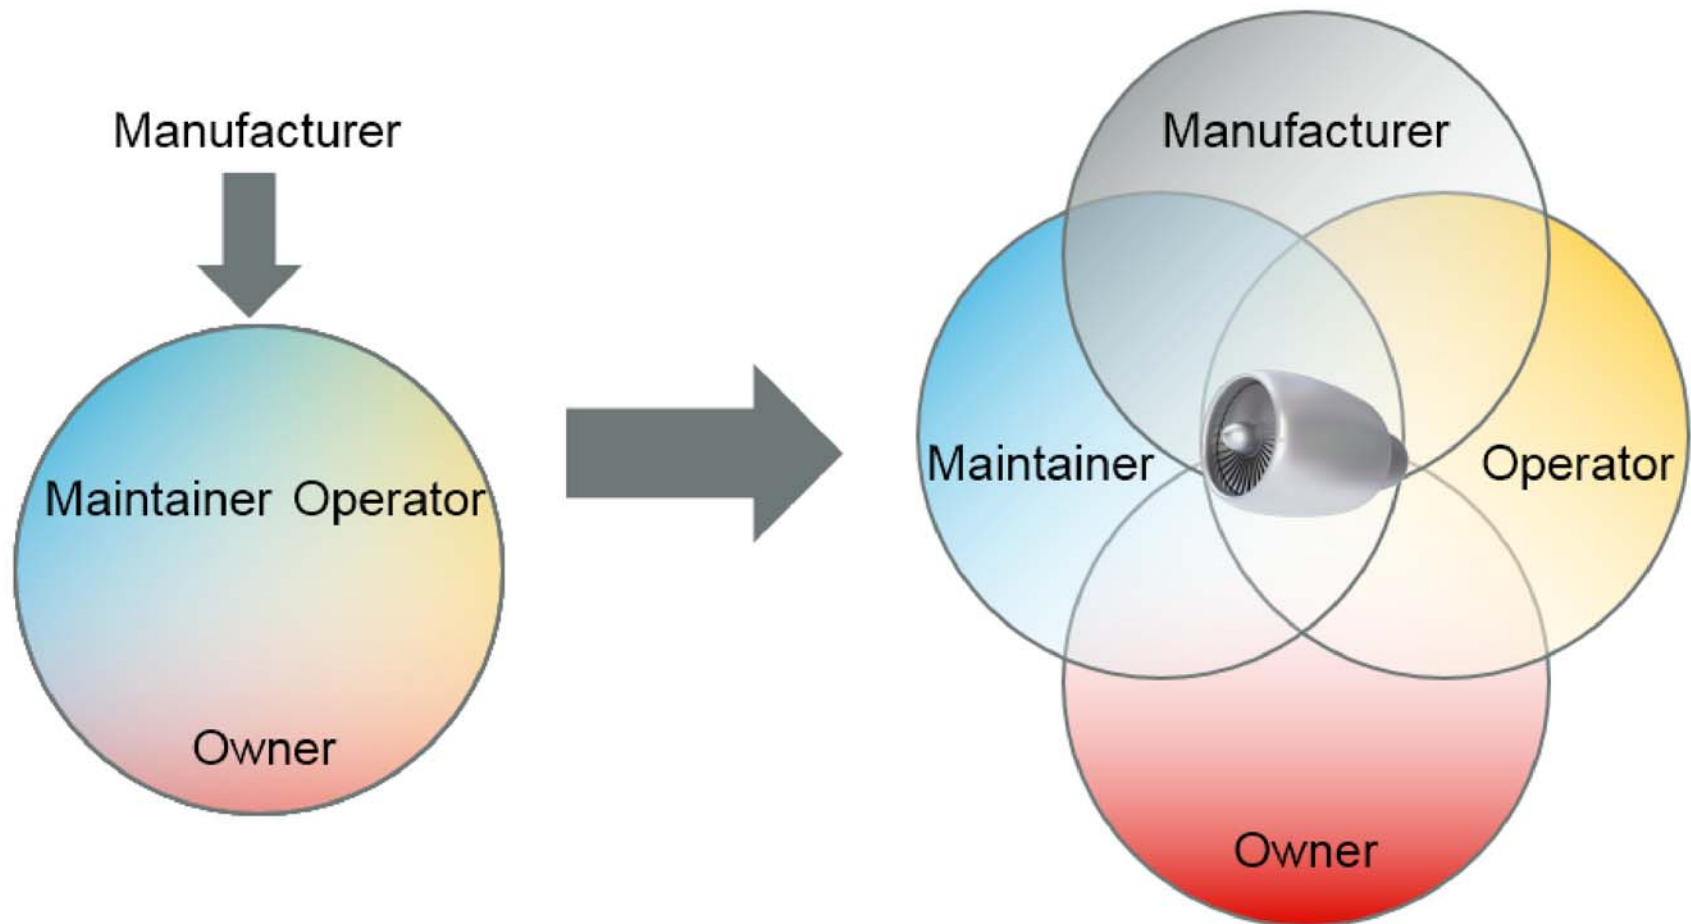 Manufacturer
Maintainer Operator
Owner
Manufacturer
Maintainer
Operator
Owner